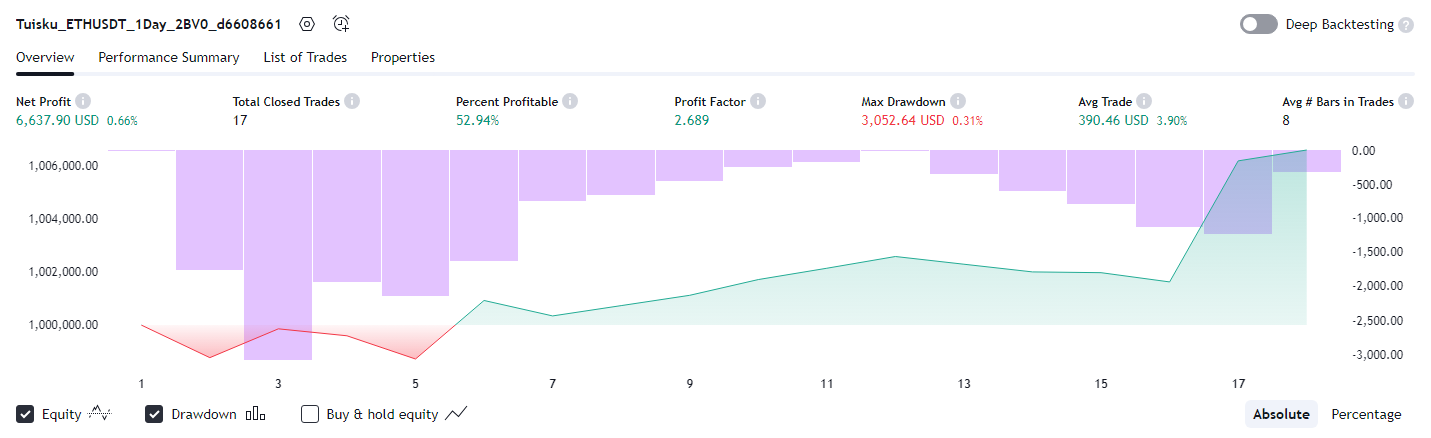 Tuisku_ETHUSDT_1Day_2BV0_d6608661
Deep Backtesting ?
Overview Performance Summary List of Trades Properties
Net Profit Total Closed Trades Percent Profitable Profit Factor Max Drawdown Avg Trade Avg # Bars in Trades
6,637.90 USD 0.66% 17 52.94% 2.689 3,052.64 USD 0.31% 390.46 USD 3.90% 8
1,006,000.00
1,004,000.00
1,002,000.00
1,000,000.00
0.00
-500.00
-1,000.00
-1,500.00
-2,000.00
-2,500.00
-3,000.00
1 3 5 7 9 11 13 15 17
Equity Drawdown Buy & hold equity Absolute Percentage